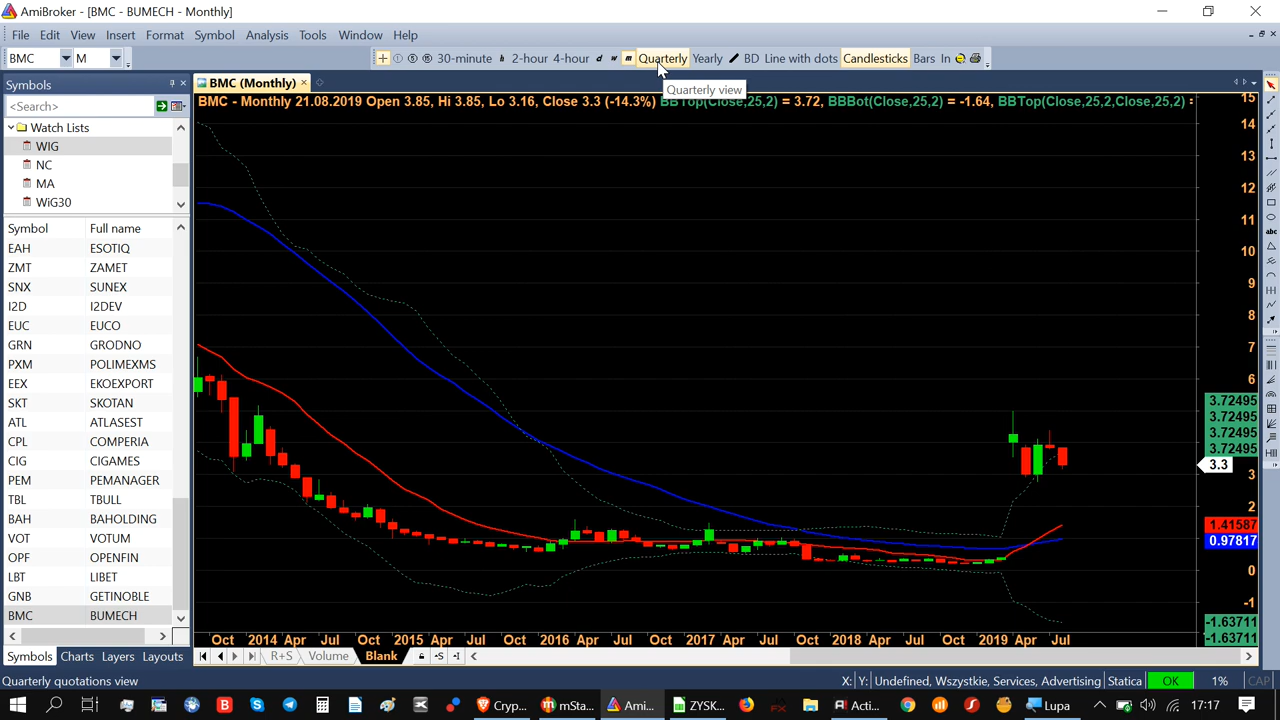 AmiBroker - [BMC - BUMECH - Monthly]
File Edit View Insert Format Symbol Analysis Tools Window Help
BMC M 30-minute h 2-hour 4-hour d w m Quarterly Yearly BD Line with dots Candlesticks Bars In
Quarterly view
Symbols
<Search>
Watch Lists
WIG
NC
MA
WiG30
Symbol Full name
EAH ESOTIQ
ZMT ZAMET
SNX SUNEX
I2D I2DEV
EUC EUCO
GRN GRODNO
PXM POLIMEXMS
EEX EKOEXPORT
SKT SKOTAN
ATL ATLASEST
CPL COMPERIA
CIG CIGAMES
PEM PEMANAGER
TBL TBULL
BAH BAHOLDING
VOT VOTUM
OPF OPENFIN
LBT LIBET
GNB GETINOBLE
BMC BUMECH
Symbols Charts Layers Layouts
BMC (Monthly)
BMC - Monthly 21.08.2019 Open 3.85, Hi 3.85, Lo 3.16, Close 3.3 (-14.3%) BBTop(Close,25,2) = 3.72, BBBot(Close,25,2) = -1.64, BBTop(Close,25,2,Close,25,2) :
15
14
13
12
11
10
9
8
7
6
3.72495
3.72495
3.72495
3.72495
3.3
3
2
1.41587
0.97817
0
-1
-1.63711
-1.63711
Oct 2014 Apr Jul Oct 2015 Apr Jul Oct 2016 Apr Jul Oct 2017 Apr Jul Oct 2018 Apr Jul Oct 2019 Apr Jul
R+S Volume Blank S I
abc
Quarterly quotations view X: Y: Undefined, Wszystkie, Services, Advertising Statica OK 1% CAP
Cryp... mSta... Ami... ZYSK... Acti... Lupa 17:17